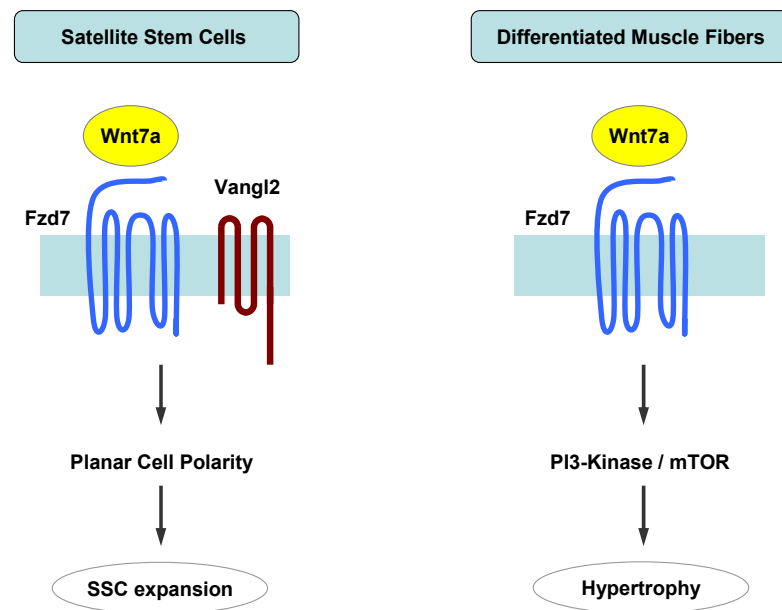 Satellite Stem Cells
Differentiated Muscle Fibers
Wnt7a
Wnt7a
Vangl2
Fzd7
Fzd7
Planar Cell Polarity
PI3-Kinase / mTOR
SSC expansion
Hypertrophy